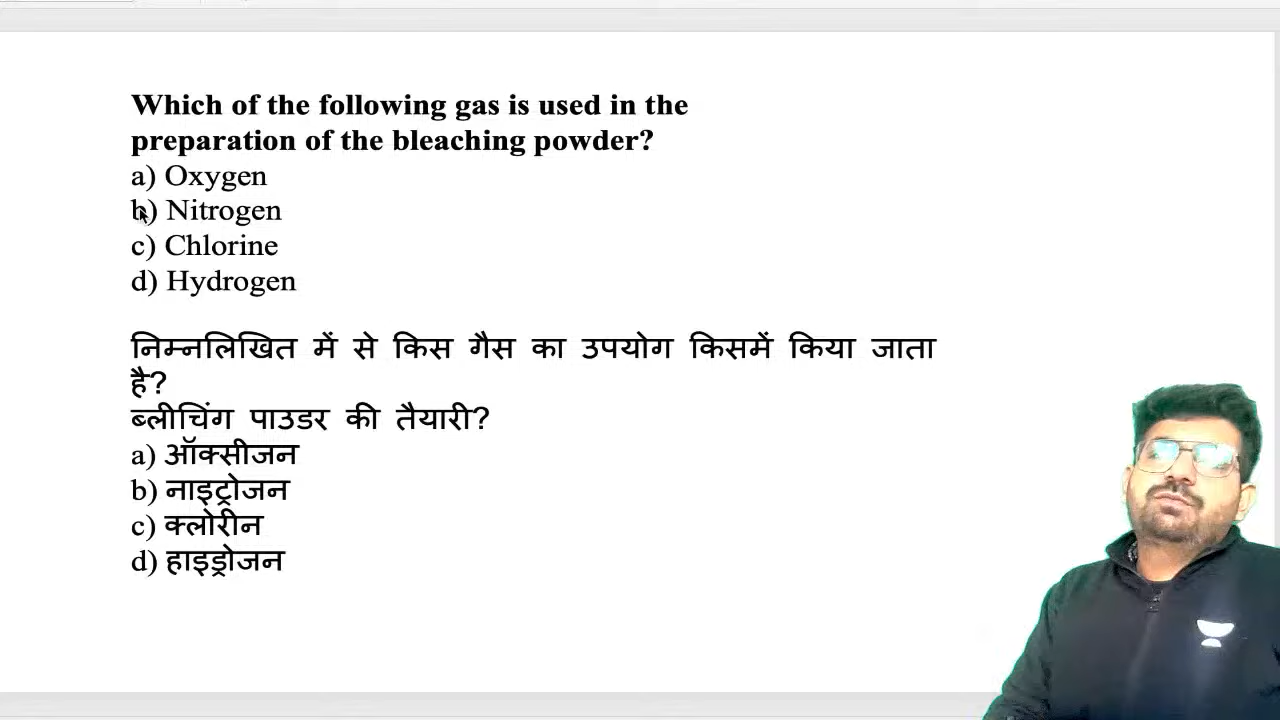 Which of the following gas is used in the
preparation of the bleaching powder?
a) Oxygen
b) Nitrogen
c) Chlorine
d) Hydrogen
निम्नलिखित में से किस गैस का उपयोग किसमें किया जाता
है?
ब्लीचिंग पाउडर की तैयारी?
a) ऑक्सीजन
b) नाइट्रोजन
c) क्लोरीन
d) हाइड्रोजन